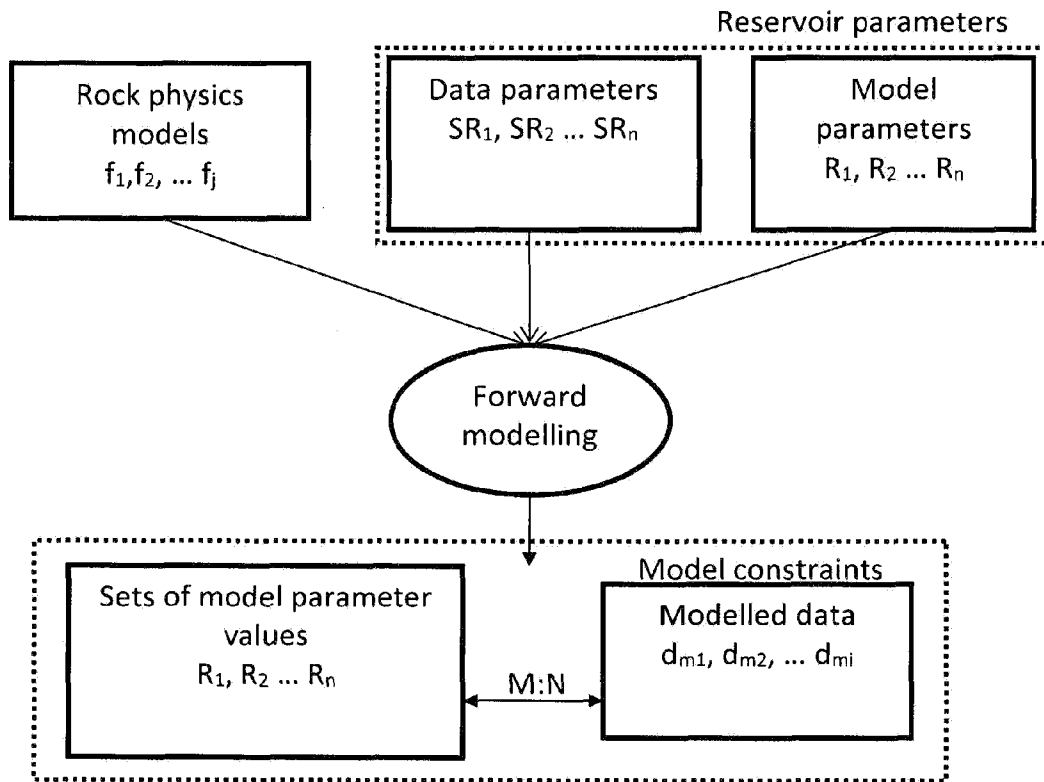 Reservoir parameters
Rock physics
models
f₁,f₂, ... fⱼ
Data parameters
SR₁, SR₂ ... SRₙ
Model
parameters
R₁, R₂ ... Rₙ
Forward
modelling
Sets of model parameter
values
R₁, R₂ ... Rₙ
M:N
Model constraints
Modelled data
dₘ₁, dₘ₂, ... dₘᵢ